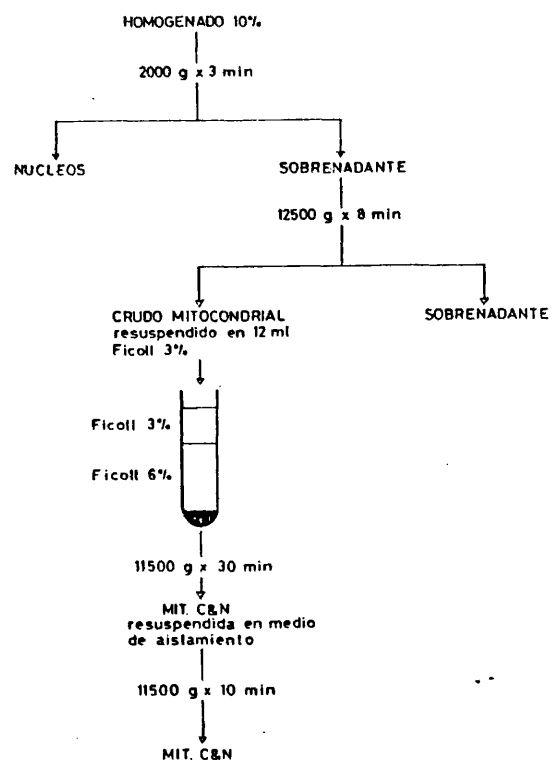 HOMOGENADO 10%
2000 g x 3 min
NUCLEOS
SOBRENADANTE
12500 g x 8 min
CRUDO MITOCONDRIAL
resuspendido en 12 ml
Ficoll 3%
SOBRENADANTE
Ficoll 3%
Ficoll 6%
11500 g x 30 min
MIT. C&N
resuspendida en medio
de aislamiento
11500 g x 10 min
MIT. C&N